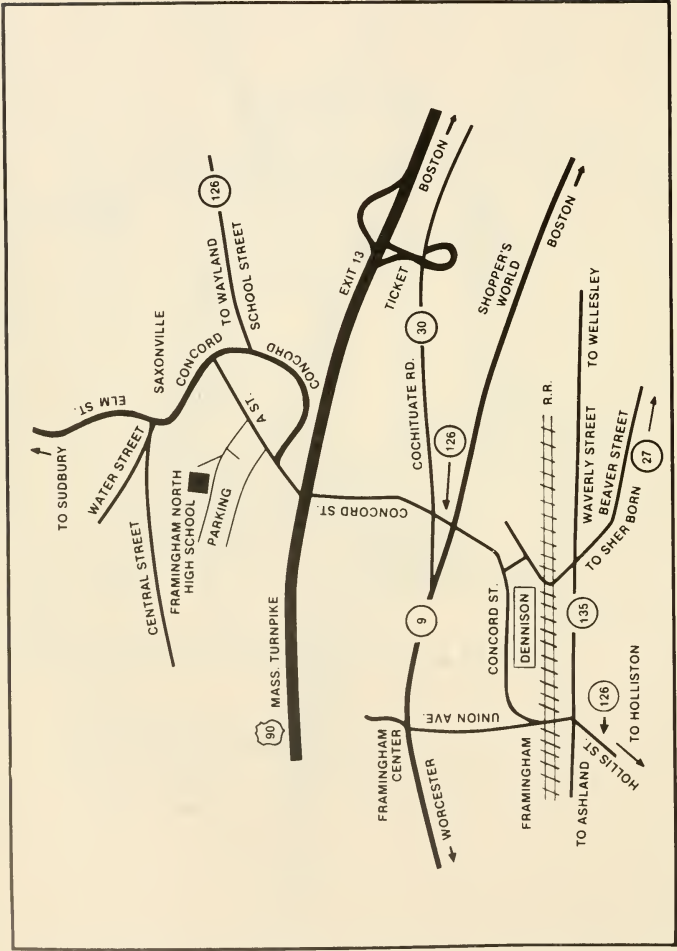 TO SUDBURY
ELM ST.
SAXONVILLE
WATER STREET
CENTRAL STREET
CONCORD
TO WAYLAND
126
SCHOOL STREET
CONCORD
A ST.
FRAMINGHAM NORTH
HIGH SCHOOL
PARKING
EXIT 13
TICKET
BOSTON
MASS. TURNPIKE
90
CONCORD ST.
COCHITUATE RD.
30
126
SHOPPER'S
WORLD
BOSTON
9
FRAMINGHAM
CENTER
WORCESTER
UNION AVE.
CONCORD ST.
DENNISON
R.R.
FRAMINGHAM
WAVERLY STREET
TO WELLESLEY
BEAVER STREET
27
TO SHER BORN
135
126
TO ASHLAND
HOLLIS ST.
TO HOLLISTON